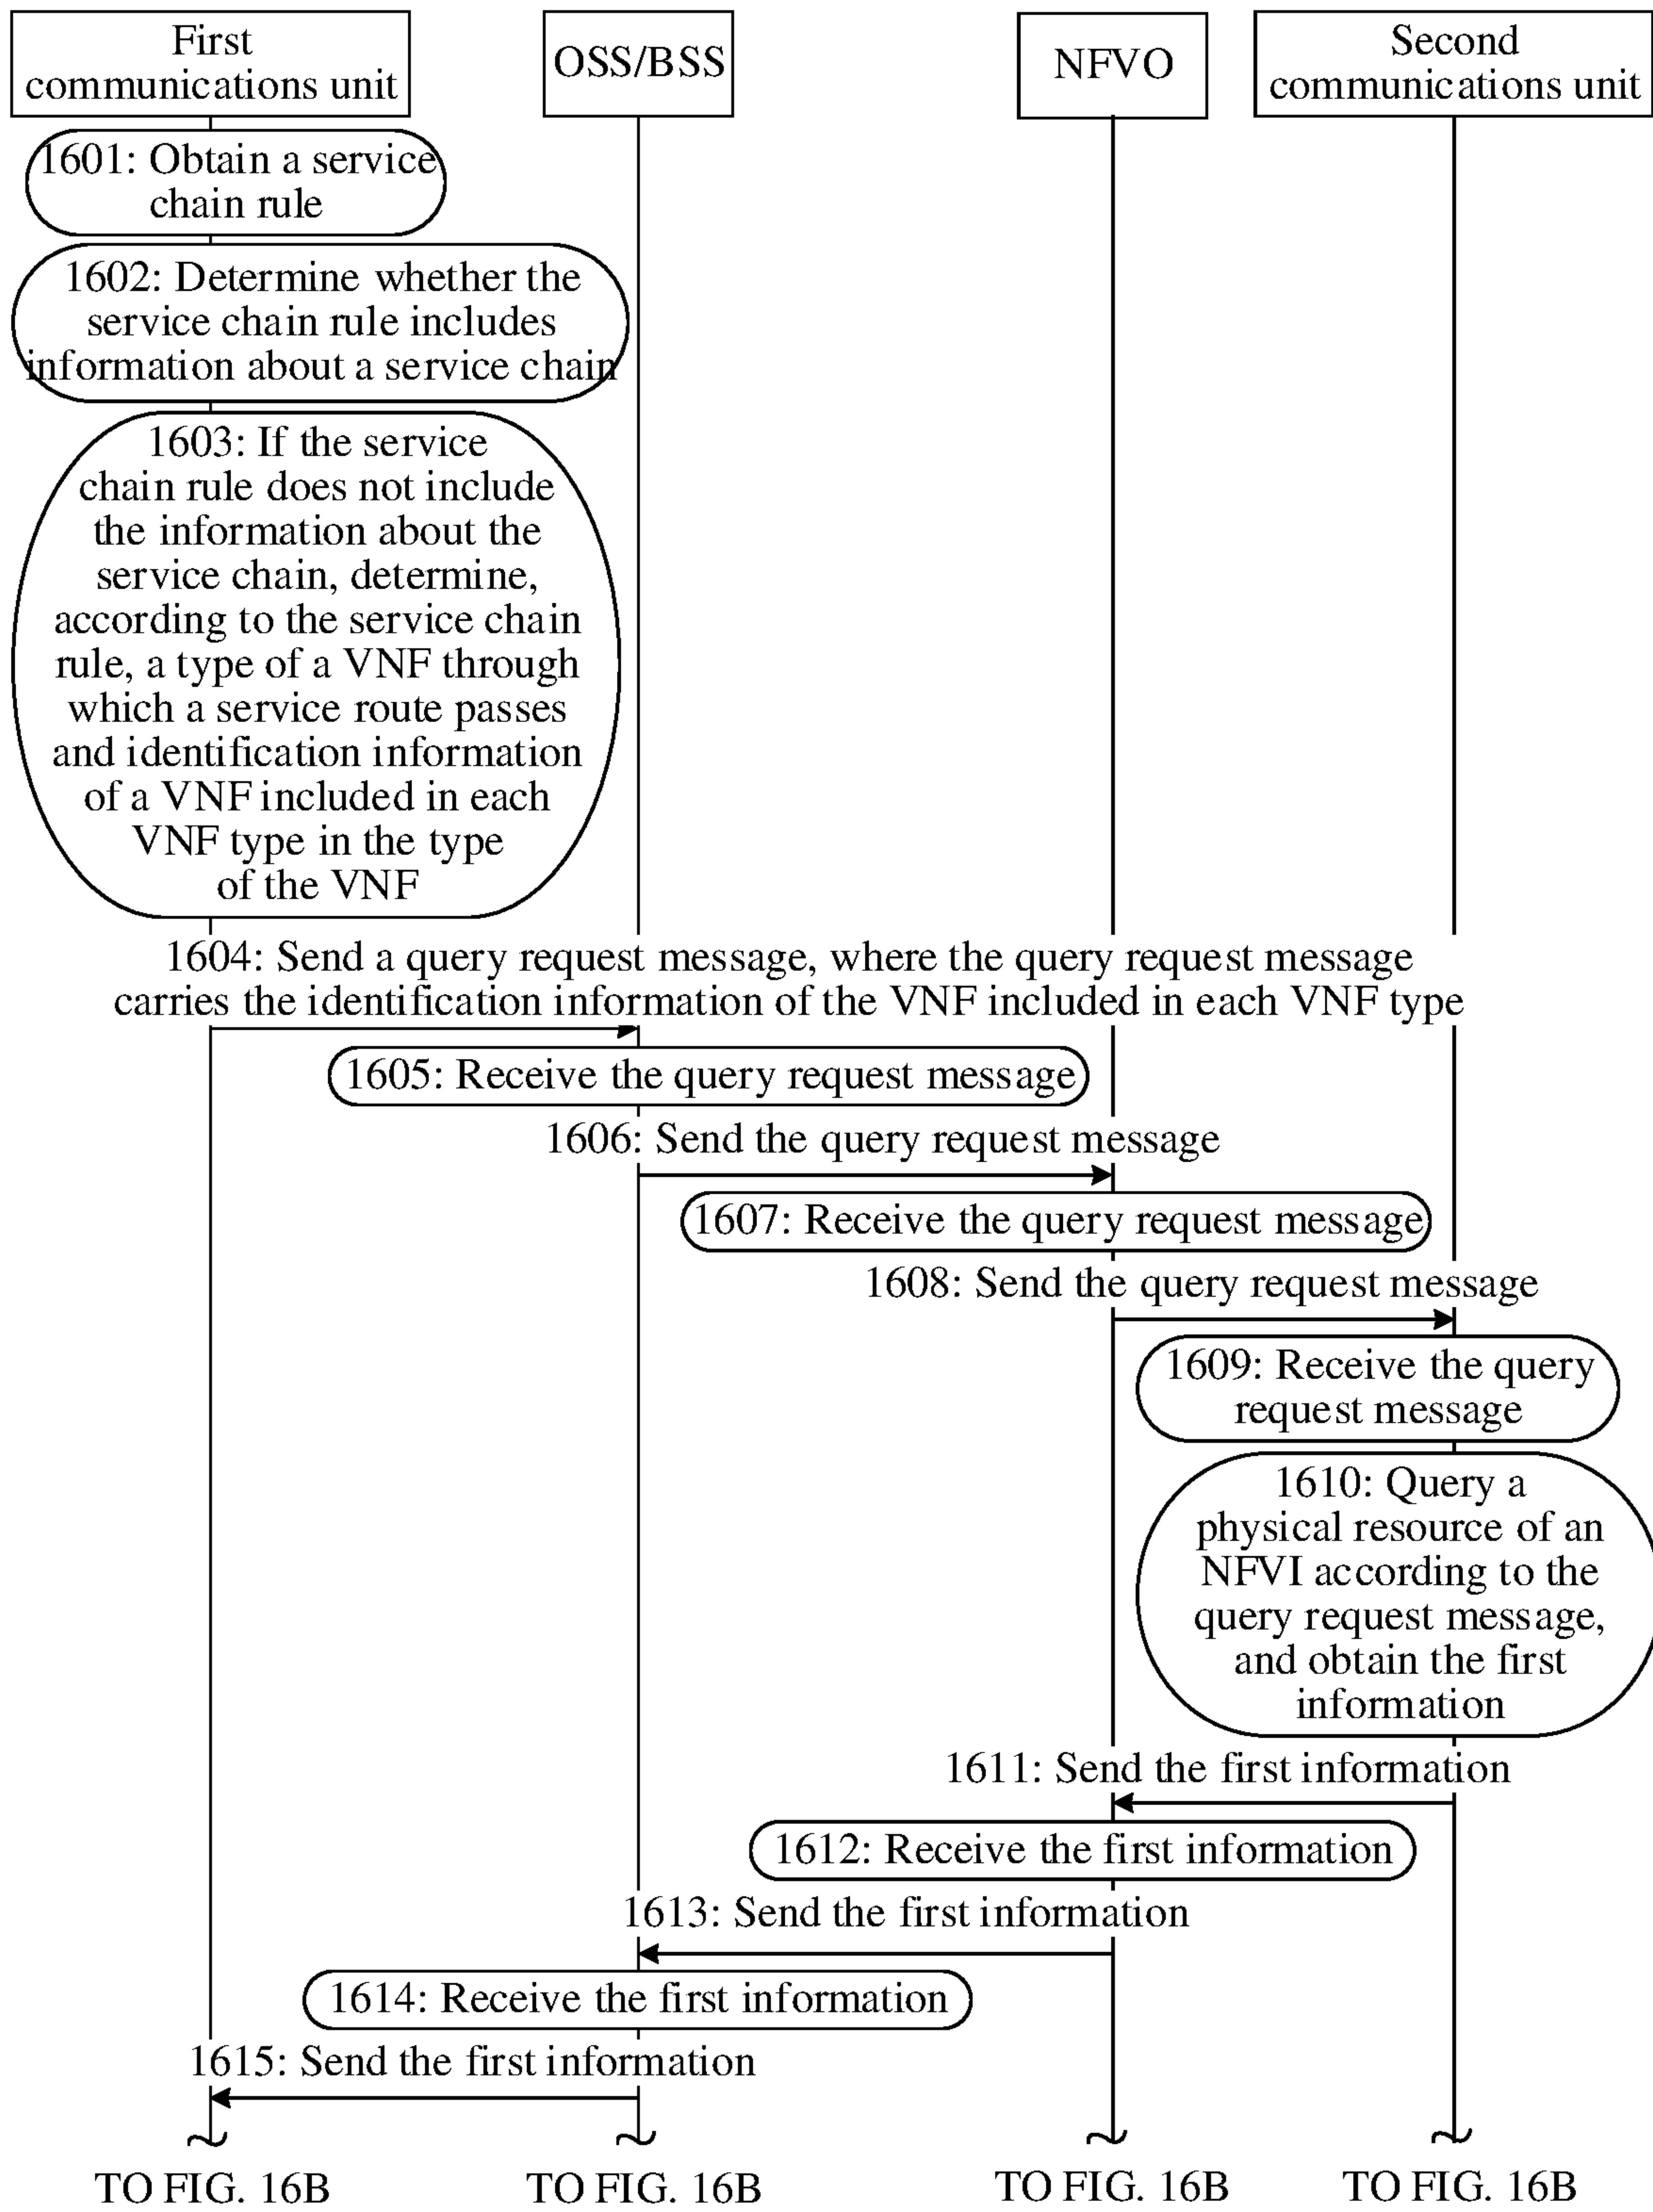 First
communications unit
OSS/BSS
NFVO
Second
communications unit
1601: Obtain a service
chain rule
1602: Determine whether the
service chain rule includes
information about a service chain
1603: If the service
chain rule does not include
the information about the
service chain, determine,
according to the service chain
rule, a type of a VNF through
which a service route passes
and identification information
of a VNF included in each
VNF type in the type
of the VNF
1604: Send a query request message, where the query request message
carries the identification information of the VNF included in each VNF type
1605: Receive the query request message
1606: Send the query request message
1607: Receive the query request message
1608: Send the query request message
1609: Receive the query
request message
1610: Query a
physical resource of an
NFVI according to the
query request message,
and obtain the first
information
1611: Send the first information
1612: Receive the first information
1613: Send the first information
1614: Receive the first information
1615: Send the first information
TO FIG. 16B
TO FIG. 16B
TO FIG. 16B
TO FIG. 16B